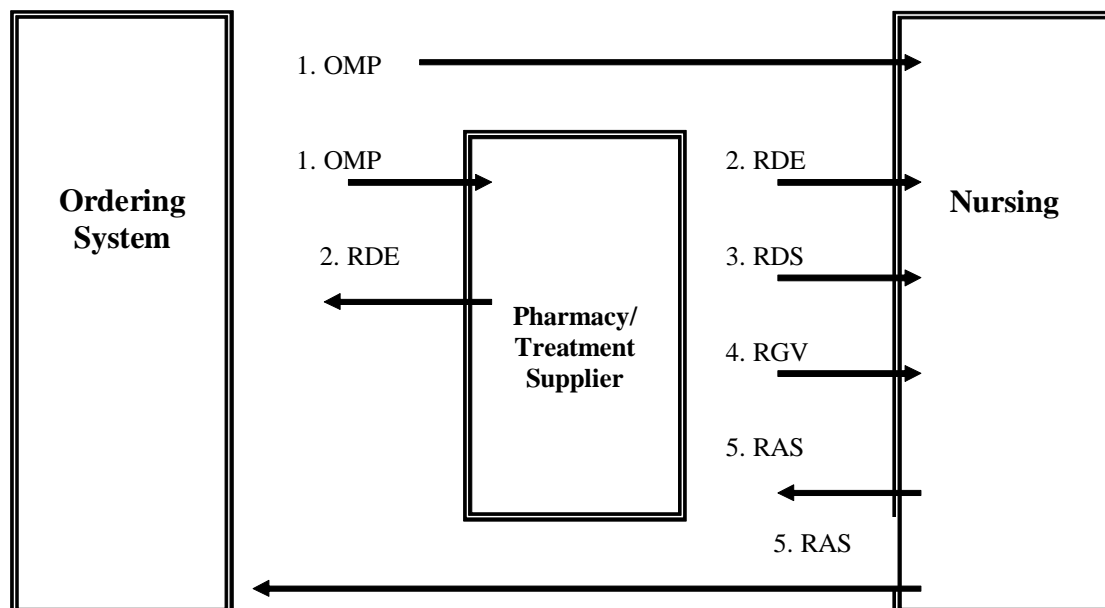 1. OMP
1. OMP
2. RDE
Ordering
System
Nursing
2. RDE
3. RDS
Pharmacy/
Treatment
Supplier
4. RGV
5. RAS
5. RAS